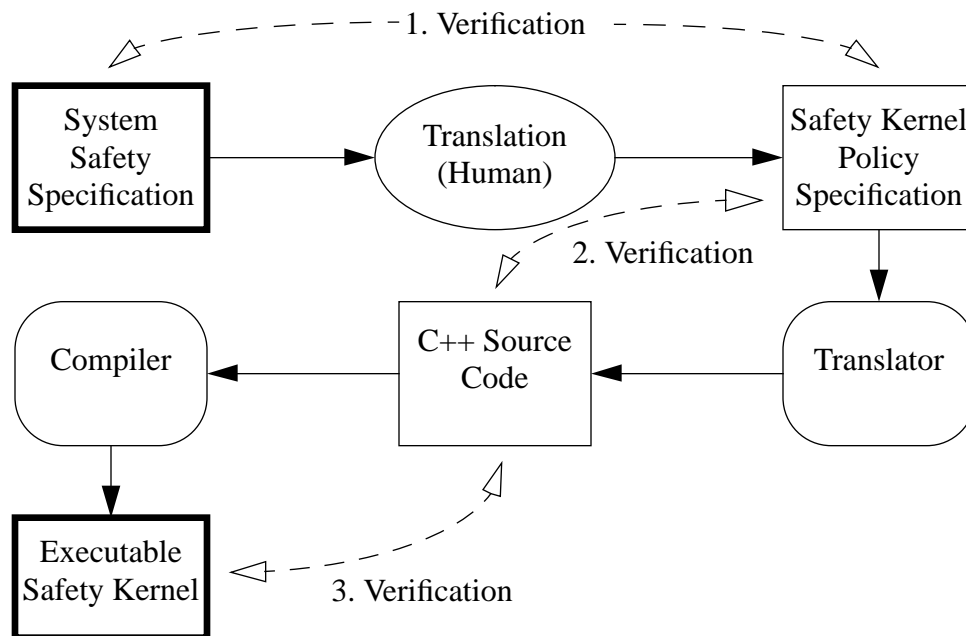 1. Verification
System
Safety
Specification
Translation
(Human)
Safety Kernel
Policy
Specification
2. Verification
Compiler
C++ Source
Code
Translator
Executable
Safety Kernel
3. Verification